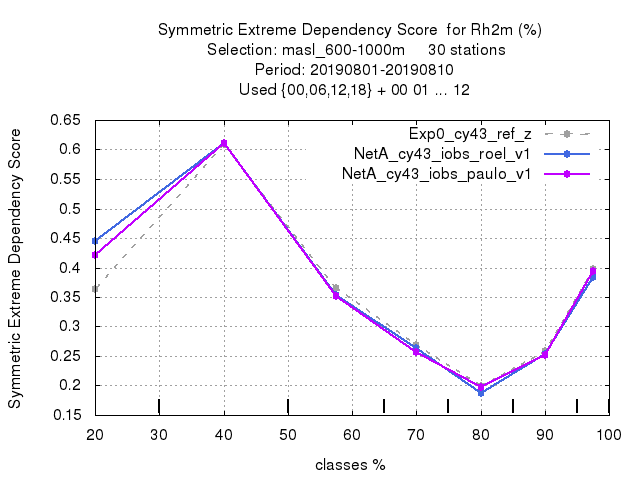 Symmetric Extreme Dependency Score for Rh2m (%)
Selection: masl_600-1000m 30 stations
Period: 20190801-20190810
Used {00,06,12,18} + 00 01 ... 12
Symmetric Extreme Dependency Score
0.65
0.6
0.55
0.5
0.45
0.4
0.35
0.3
0.25
0.2
0.15
Exp0_cy43_ref_z
NetA_cy43_iobs_roel_v1
NetA_cy43_iobs_paulo_v1
20 30 40 50 60 70 80 90 100
classes %